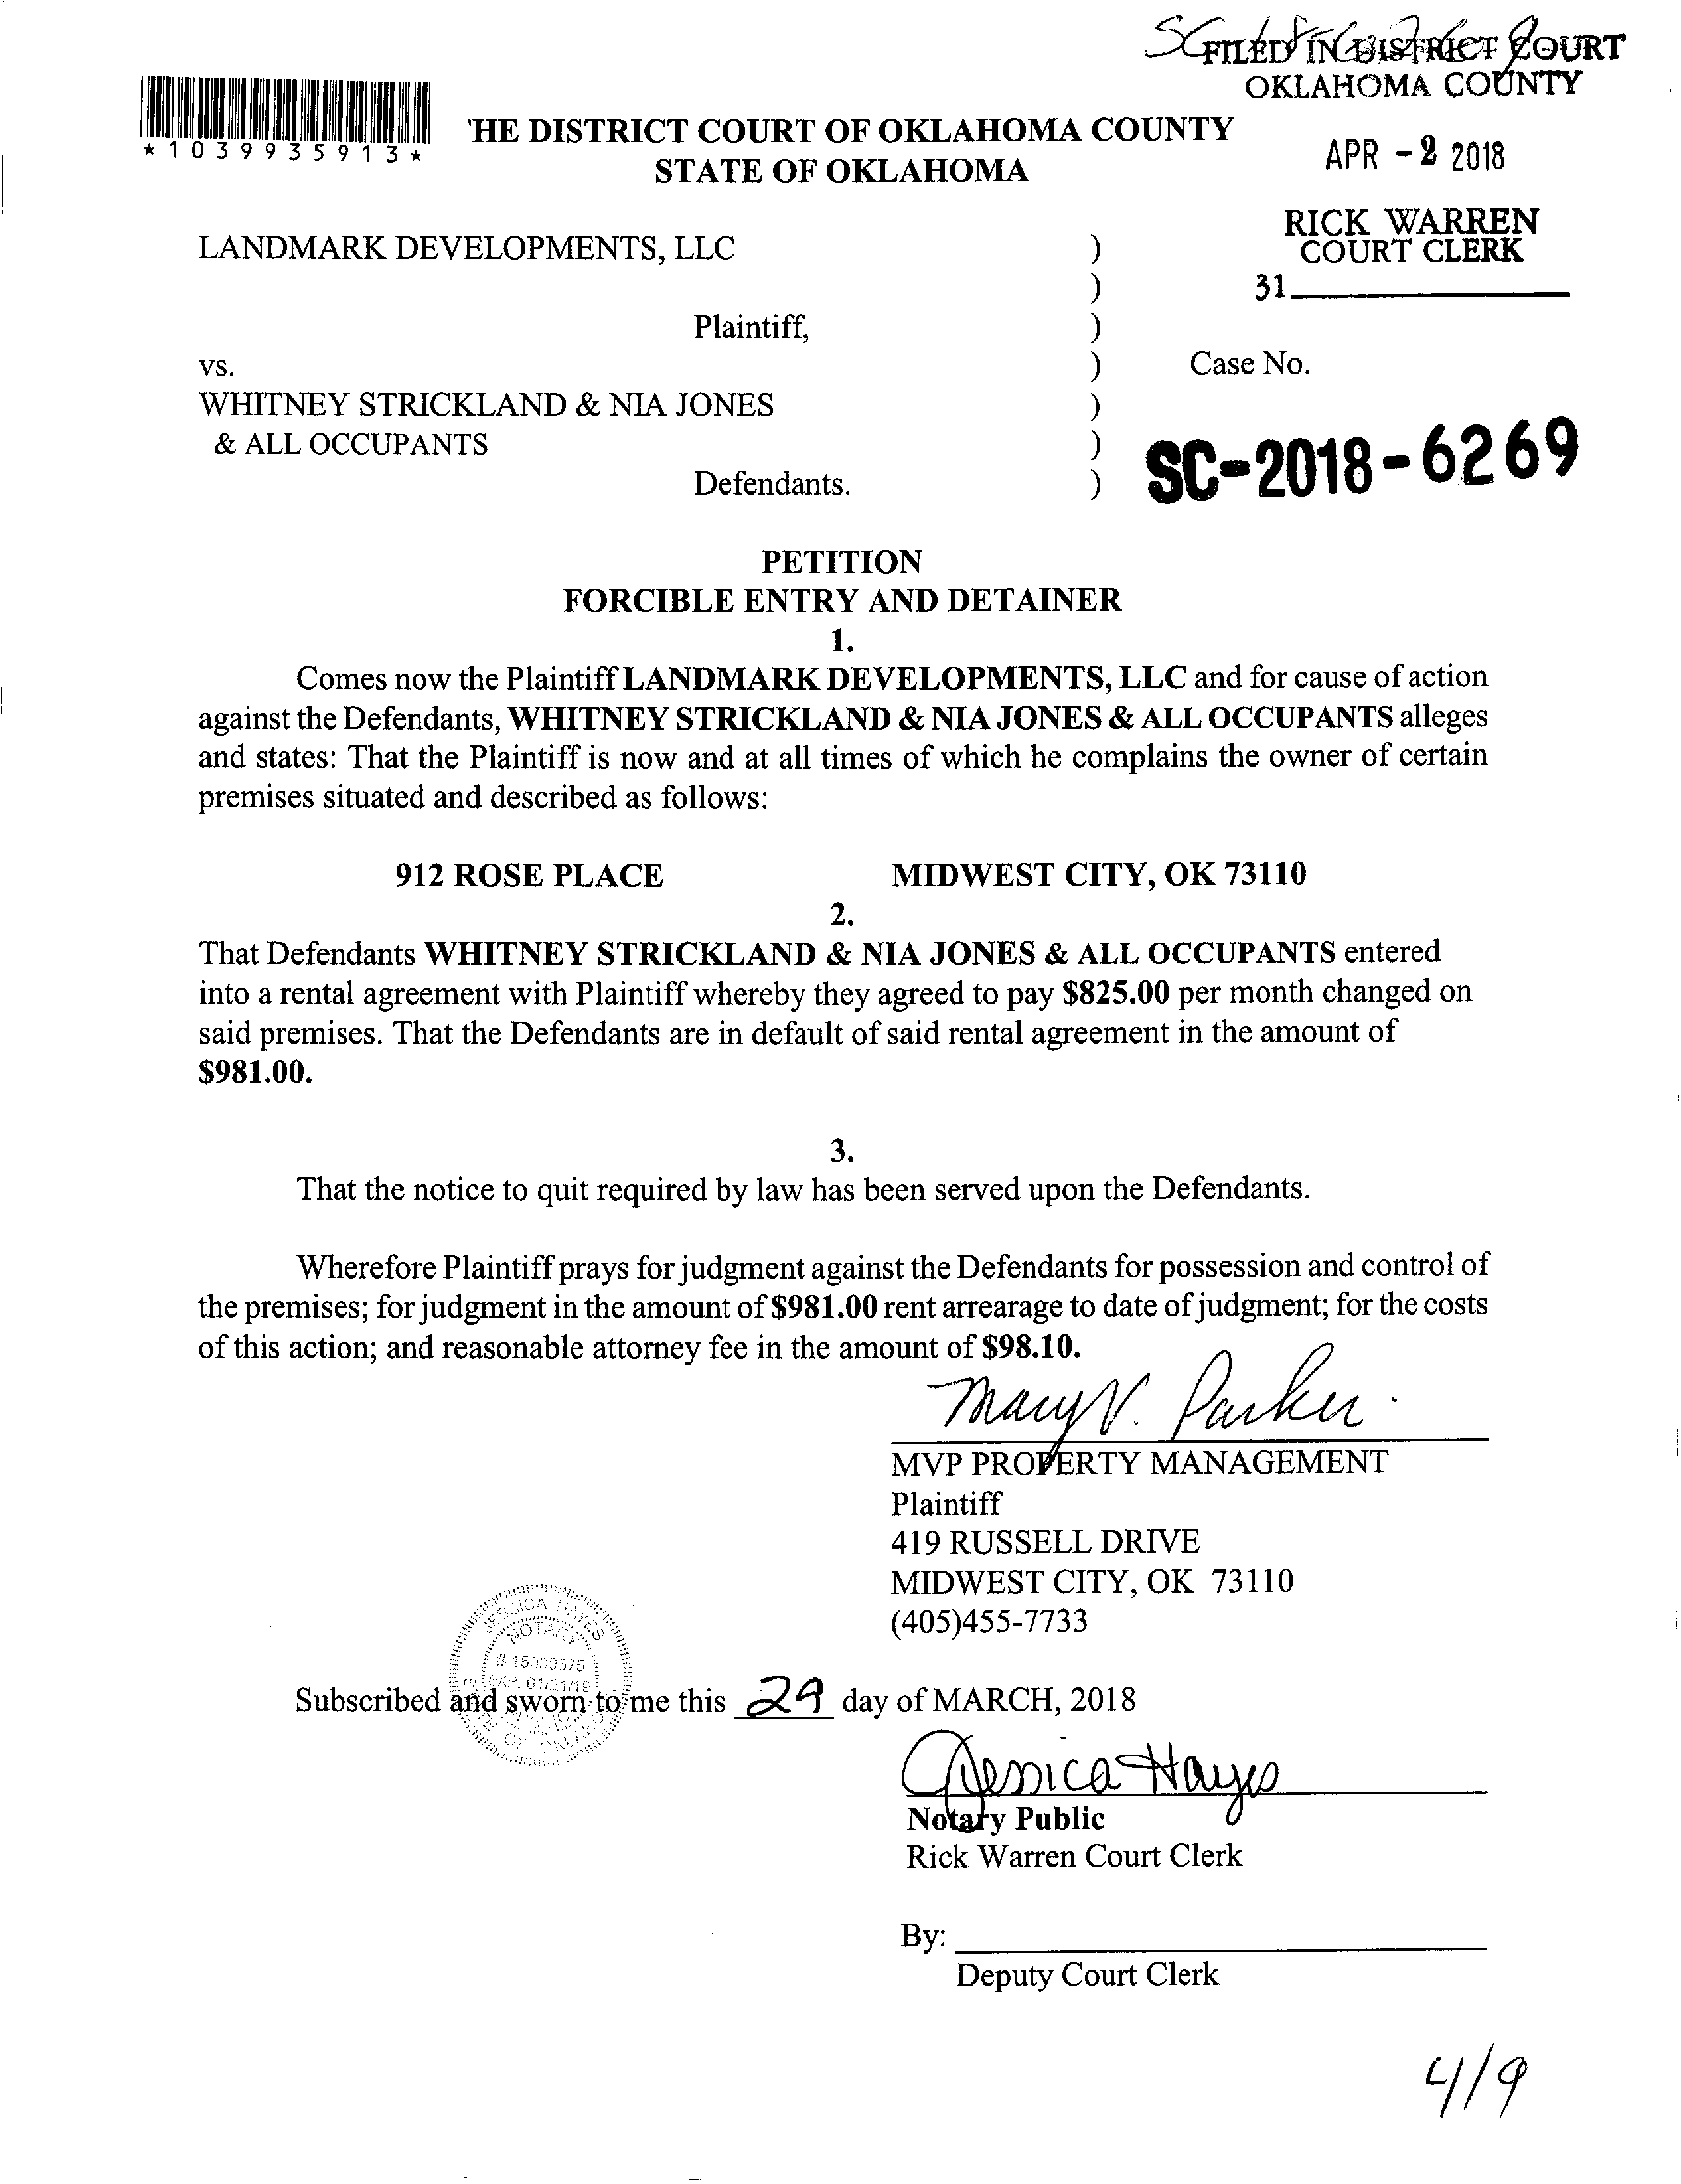 FILED IN DISTRICT COURT
OKLAHOMA COUNTY
*1039935913*
'HE DISTRICT COURT OF OKLAHOMA COUNTY
STATE OF OKLAHOMA
APR - 2 2018
RICK WARREN
COURT CLERK
31
LANDMARK DEVELOPMENTS, LLC )
)
Plaintiff, )
vs. ) Case No.
WHITNEY STRICKLAND & NIA JONES )
& ALL OCCUPANTS )
Defendants. ) SC-2018-6269
PETITION
FORCIBLE ENTRY AND DETAINER
1.
Comes now the Plaintiff LANDMARK DEVELOPMENTS, LLC and for cause of action
against the Defendants, WHITNEY STRICKLAND & NIA JONES & ALL OCCUPANTS alleges
and states: That the Plaintiff is now and at all times of which he complains the owner of certain
premises situated and described as follows:
912 ROSE PLACE MIDWEST CITY, OK 73110
2.
That Defendants WHITNEY STRICKLAND & NIA JONES & ALL OCCUPANTS entered
into a rental agreement with Plaintiff whereby they agreed to pay $825.00 per month changed on
said premises. That the Defendants are in default of said rental agreement in the amount of
$981.00.
3.
That the notice to quit required by law has been served upon the Defendants.
Wherefore Plaintiff prays for judgment against the Defendants for possession and control of
the premises; for judgment in the amount of $981.00 rent arrearage to date of judgment; for the costs
of this action; and reasonable attorney fee in the amount of $98.10.
Mary V. Parker
MVP PROPERTY MANAGEMENT
Plaintiff
419 RUSSELL DRIVE
MIDWEST CITY, OK 73110
(405)455-7733
Subscribed and sworn to me this 29 day of MARCH, 2018
Jessica Hayes
Notary Public
Rick Warren Court Clerk
By:
Deputy Court Clerk
4/9